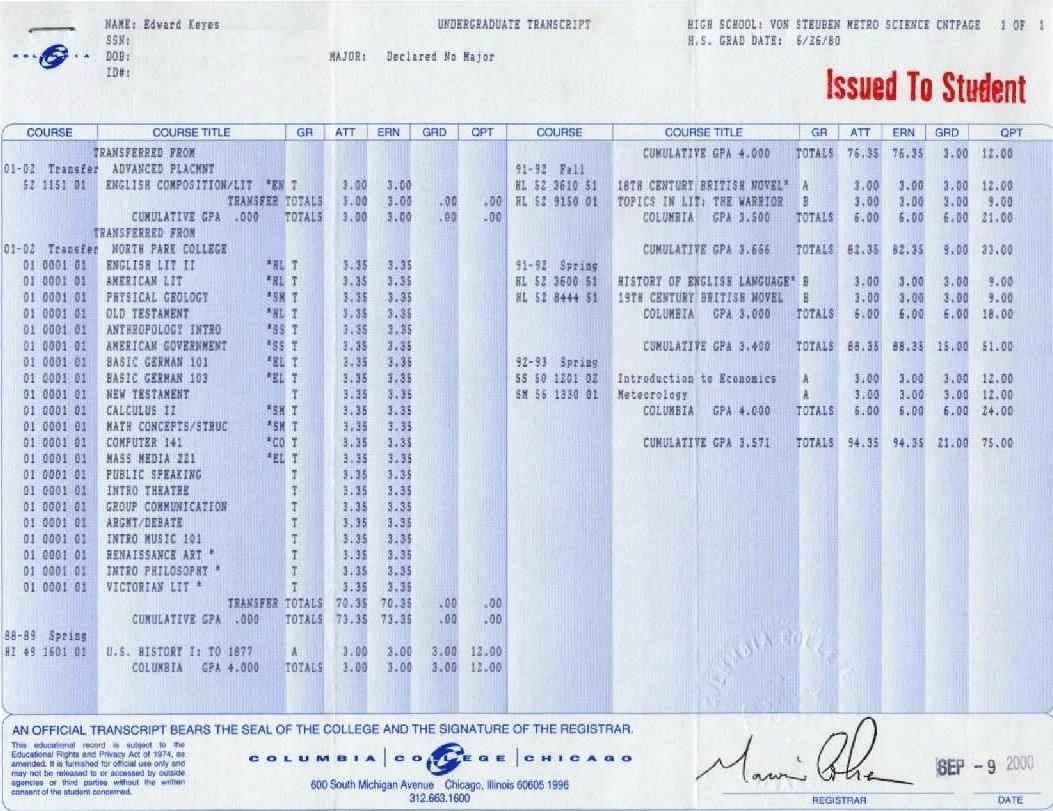 NAME: Edward Keyes
SSN:
DOB:
ID#:
UNDERGRADUATE TRANSCRIPT
MAJOR: Declared No Major
HIGH SCHOOL: VON STEUBEN METRO SCIENCE CNTPAGE 1 OF 1
H.S. GRAD DATE: 6/26/80
Issued To Student
COURSE COURSE TITLE GR ATT ERN GRD QPT
TRANSFERRED FROM
01-02 Transfer ADVANCED PLACMNT
52 1151 01 ENGLISH COMPOSITION/LIT *EN T 3.00 3.00
TRANSFER TOTALS 3.00 3.00 .00 .00
CUMULATIVE GPA .000 TOTALS 3.00 3.00 .00 .00
TRANSFERRED FROM
01-02 Transfer NORTH PARK COLLEGE
01 0001 01 ENGLISH LIT II *HL T 3.35 3.35
01 0001 01 AMERICAN LIT *HL T 3.35 3.35
01 0001 01 PHYSICAL GEOLOGY *SM T 3.35 3.35
01 0001 01 OLD TESTAMENT *HL T 3.35 3.35
01 0001 01 ANTHROPOLOGY INTRO *SS T 3.35 3.35
01 0001 01 AMERICAN GOVERNMENT *SS T 3.35 3.35
01 0001 01 BASIC GERMAN 101 *EL T 3.35 3.35
01 0001 01 BASIC GERMAN 103 *EL T 3.35 3.35
01 0001 01 NEW TESTAMENT T 3.35 3.35
01 0001 01 CALCULUS II *SM T 3.35 3.35
01 0001 01 MATH CONCEPTS/STRUC *SM T 3.35 3.35
01 0001 01 COMPUTER 141 *CO T 3.35 3.35
01 0001 01 MASS MEDIA 221 *EL T 3.35 3.35
01 0001 01 PUBLIC SPEAKING T 3.35 3.35
01 0001 01 INTRO THEATRE T 3.35 3.35
01 0001 01 GROUP COMMUNICATION T 3.35 3.35
01 0001 01 ARGMT/DEBATE T 3.35 3.35
01 0001 01 INTRO MUSIC 101 T 3.35 3.35
01 0001 01 RENAISSANCE ART * T 3.35 3.35
01 0001 01 INTRO PHILOSOPHY * T 3.35 3.35
01 0001 01 VICTORIAN LIT * T 3.35 3.35
TRANSFER TOTALS 70.35 70.35 .00 .00
CUMULATIVE GPA .000 TOTALS 73.35 73.35 .00 .00
88-89 Spring
HI 49 1601 01 U.S. HISTORY I: TO 1877 A 3.00 3.00 3.00 12.00
COLUMBIA GPA 4.000 TOTALS 3.00 3.00 3.00 12.00
COURSE COURSE TITLE GR ATT ERN GRD QPT
CUMULATIVE GPA 4.000 TOTALS 76.35 76.35 3.00 12.00
91-92 Fall
HL 52 3610 51 18TH CENTURY BRITISH NOVEL* A 3.00 3.00 3.00 12.00
HL 52 9150 01 TOPICS IN LIT: THE WARRIOR B 3.00 3.00 3.00 9.00
COLUMBIA GPA 3.500 TOTALS 6.00 6.00 6.00 21.00
CUMULATIVE GPA 3.666 TOTALS 82.35 82.35 9.00 33.00
91-92 Spring
HL 52 3600 51 HISTORY OF ENGLISH LANGUAGE* B 3.00 3.00 3.00 9.00
HL 52 8444 51 19TH CENTURY BRITISH NOVEL B 3.00 3.00 3.00 9.00
COLUMBIA GPA 3.000 TOTALS 6.00 6.00 6.00 18.00
CUMULATIVE GPA 3.400 TOTALS 88.35 88.35 15.00 51.00
92-93 Spring
SS 50 1201 02 Introduction to Economics A 3.00 3.00 3.00 12.00
SM 56 1330 01 Meteorology A 3.00 3.00 3.00 12.00
COLUMBIA GPA 4.000 TOTALS 6.00 6.00 6.00 24.00
CUMULATIVE GPA 3.571 TOTALS 94.35 94.35 21.00 75.00
COLUMBIA COLLEGE
AN OFFICIAL TRANSCRIPT BEARS THE SEAL OF THE COLLEGE AND THE SIGNATURE OF THE REGISTRAR.
This educational record is subject to the
Educational Rights and Privacy Act of 1974, as
amended. It is furnished for official use only and
may not be released to or accessed by outside
agencies or third parties without the written
consent of the student concerned.
COLUMBIA | COLLEGE | CHICAGO
600 South Michigan Avenue Chicago, Illinois 60605 1996
312.663.1600
SEP - 9 2000
REGISTRAR DATE